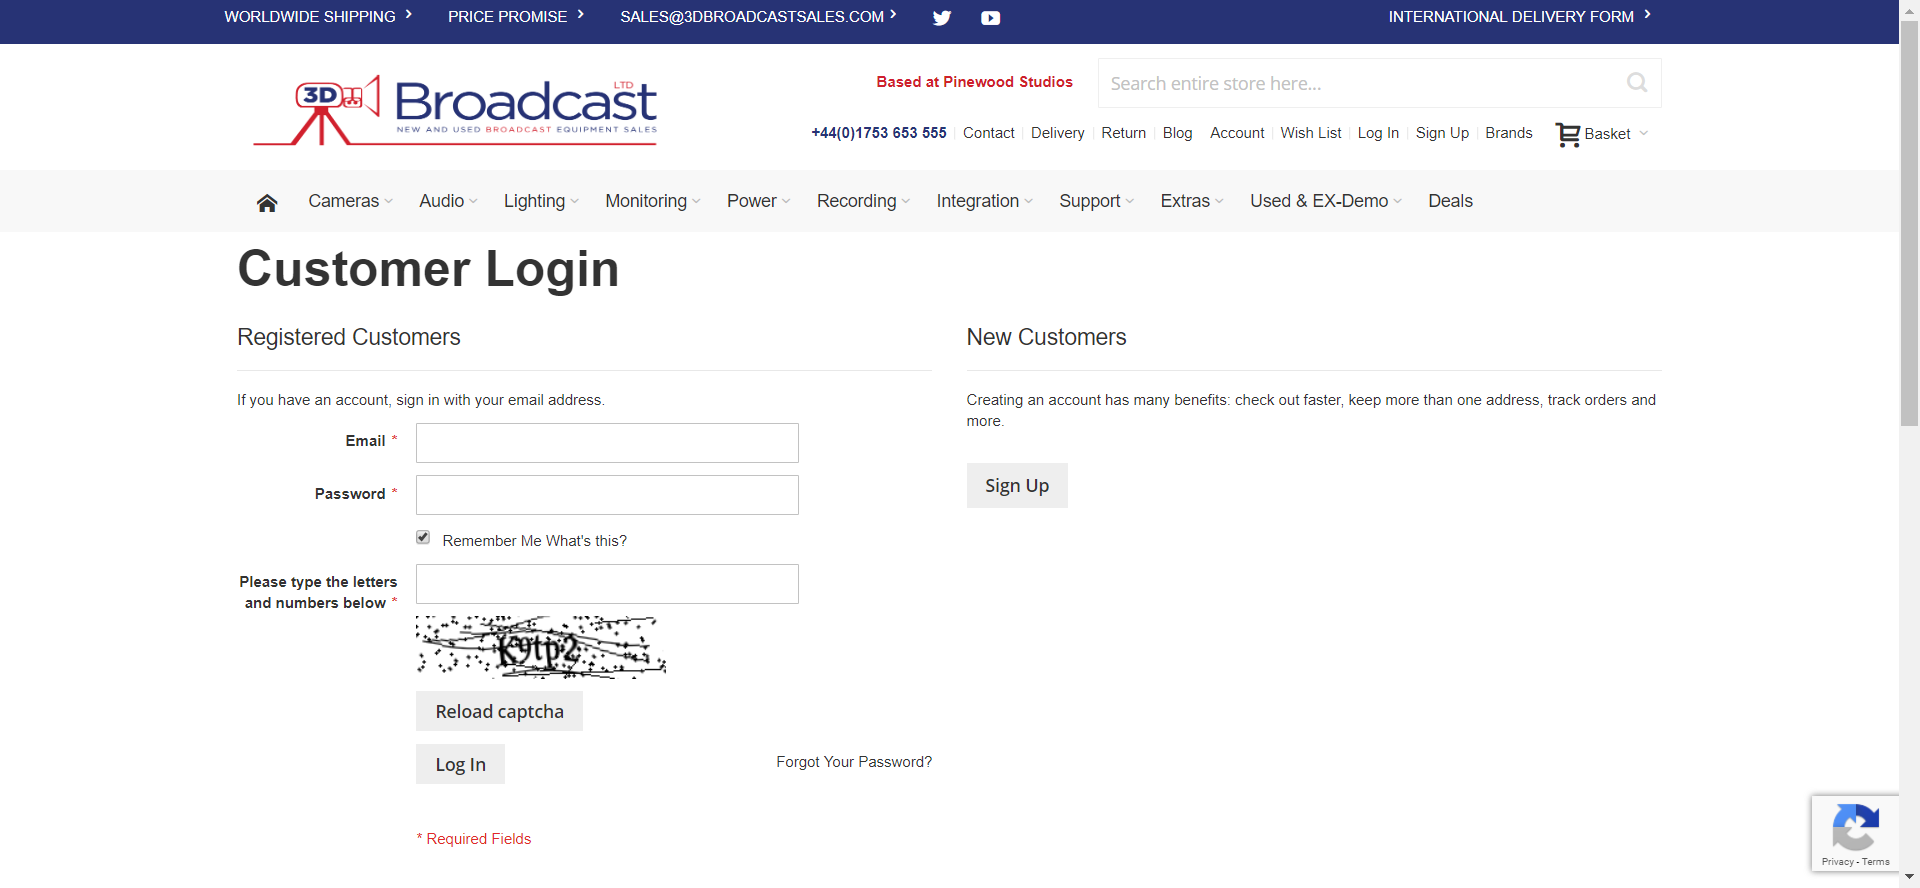 WORLDWIDE SHIPPING
PRICE PROMISE
SALES@3DBROADCASTSALES.COM
INTERNATIONAL DELIVERY FORM
3D Broadcast LTD
NEW AND USED BROADCAST EQUIPMENT SALES
Based at Pinewood Studios
Search entire store here...
+44(0)1753 653 555
Contact
Delivery
Return
Blog
Account
Wish List
Log In
Sign Up
Brands
Basket
Cameras
Audio
Lighting
Monitoring
Power
Recording
Integration
Support
Extras
Used & EX-Demo
Deals
Customer Login
Registered Customers
If you have an account, sign in with your email address.
Email *
Password *
Remember Me What's this?
Please type the letters
and numbers below *
K9tp2
Reload captcha
Log In
Forgot Your Password?
* Required Fields
New Customers
Creating an account has many benefits: check out faster, keep more than one address, track orders and
more.
Sign Up
Privacy - Terms